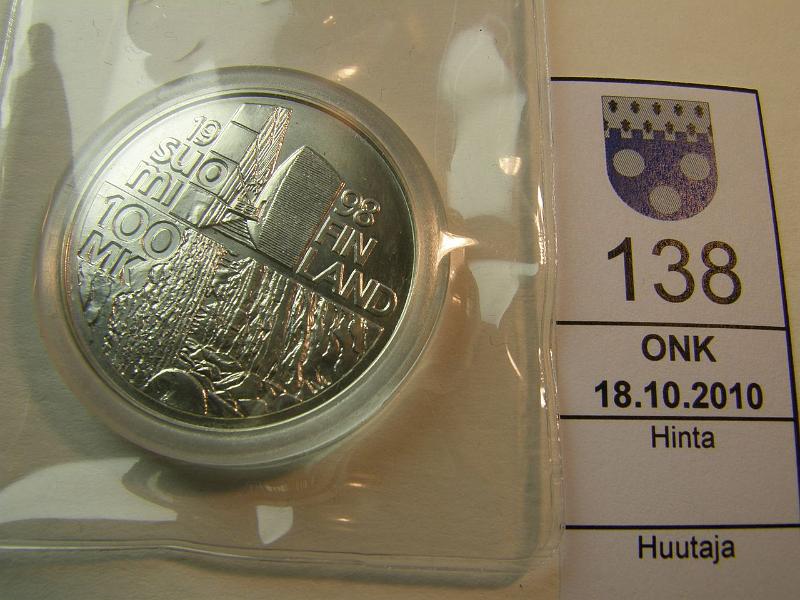 19
SUO
MI
100
MK
98
FIN
LAND
138
ONK
18.10.2010
Hinta
Huutaja